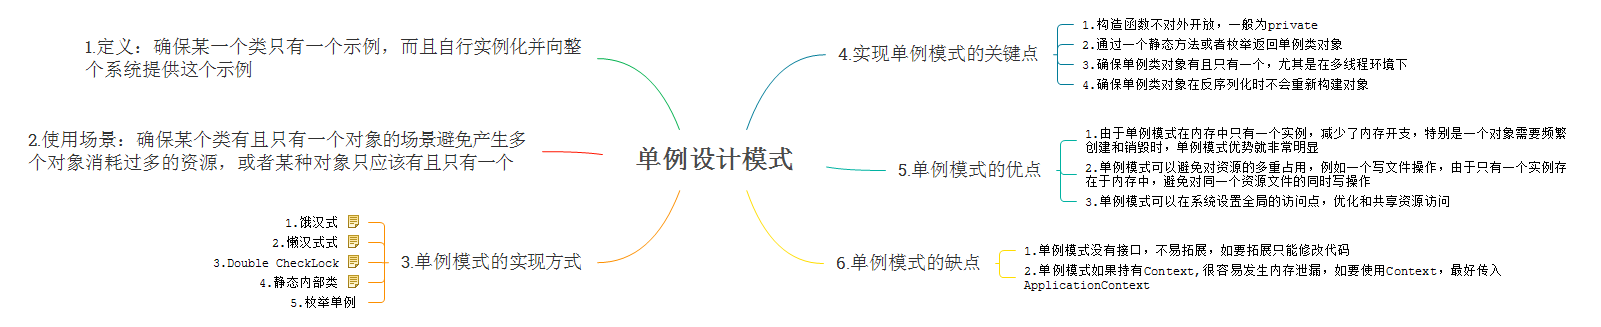 单例设计模式
1.定义：确保某一个类只有一个示例，而且自行实例化并向整
个系统提供这个示例
2.使用场景：确保某个类有且只有一个对象的场景避免产生多
个对象消耗过多的资源，或者某种对象只应该有且只有一个
3.单例模式的实现方式
1.饿汉式
2.懒汉式式
3.Double CheckLock
4.静态内部类
5.枚举单例
4.实现单例模式的关键点
1.构造函数不对外开放，一般为private
2.通过一个静态方法或者枚举返回单例类对象
3.确保单例类对象有且只有一个，尤其是在多线程环境下
4.确保单例类对象在反序列化时不会重新构建对象
5.单例模式的优点
1.由于单例模式在内存中只有一个实例，减少了内存开支，特别是一个对象需要频繁
创建和销毁时，单例模式优势就非常明显
2.单例模式可以避免对资源的多重占用，例如一个写文件操作，由于只有一个实例存
在于内存中，避免对同一个资源文件的同时写操作
3.单例模式可以在系统设置全局的访问点，优化和共享资源访问
6.单例模式的缺点
1.单例模式没有接口，不易拓展，如要拓展只能修改代码
2.单例模式如果持有Context,很容易发生内存泄漏，如要使用Context，最好传入
ApplicationContext